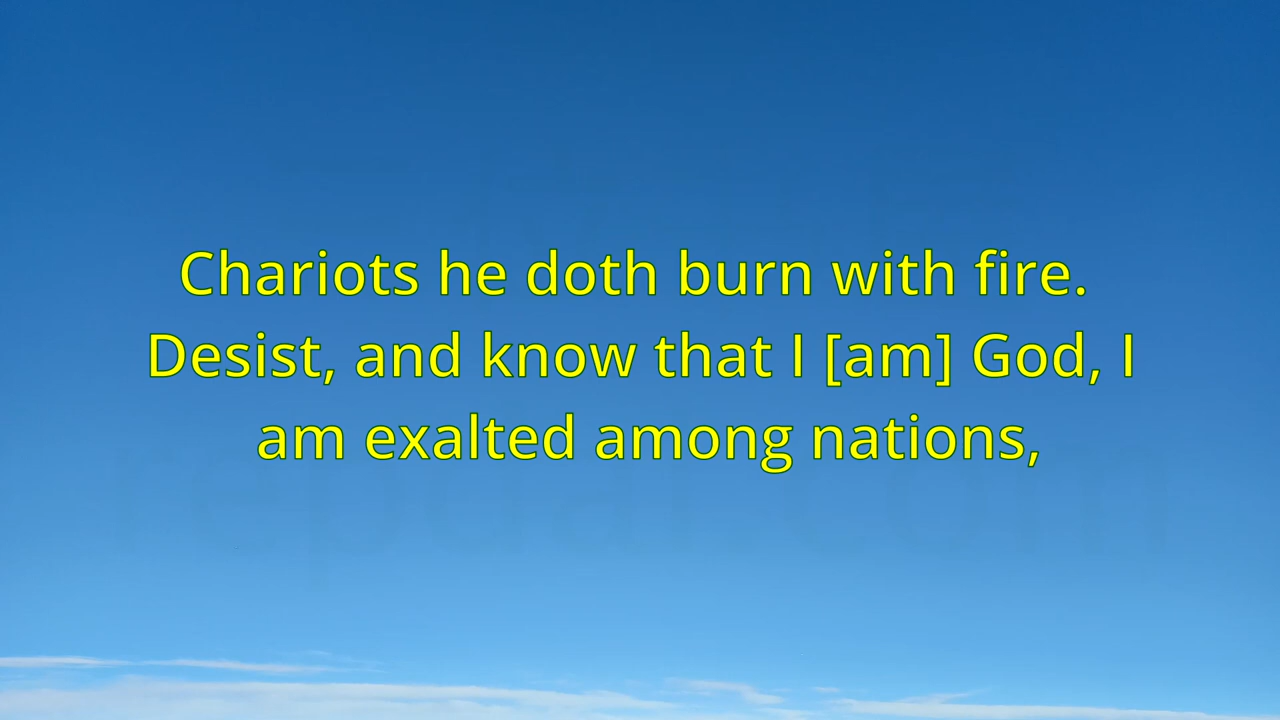 Chariots he doth burn with fire.
Desist, and know that I [am] God, I
am exalted among nations,